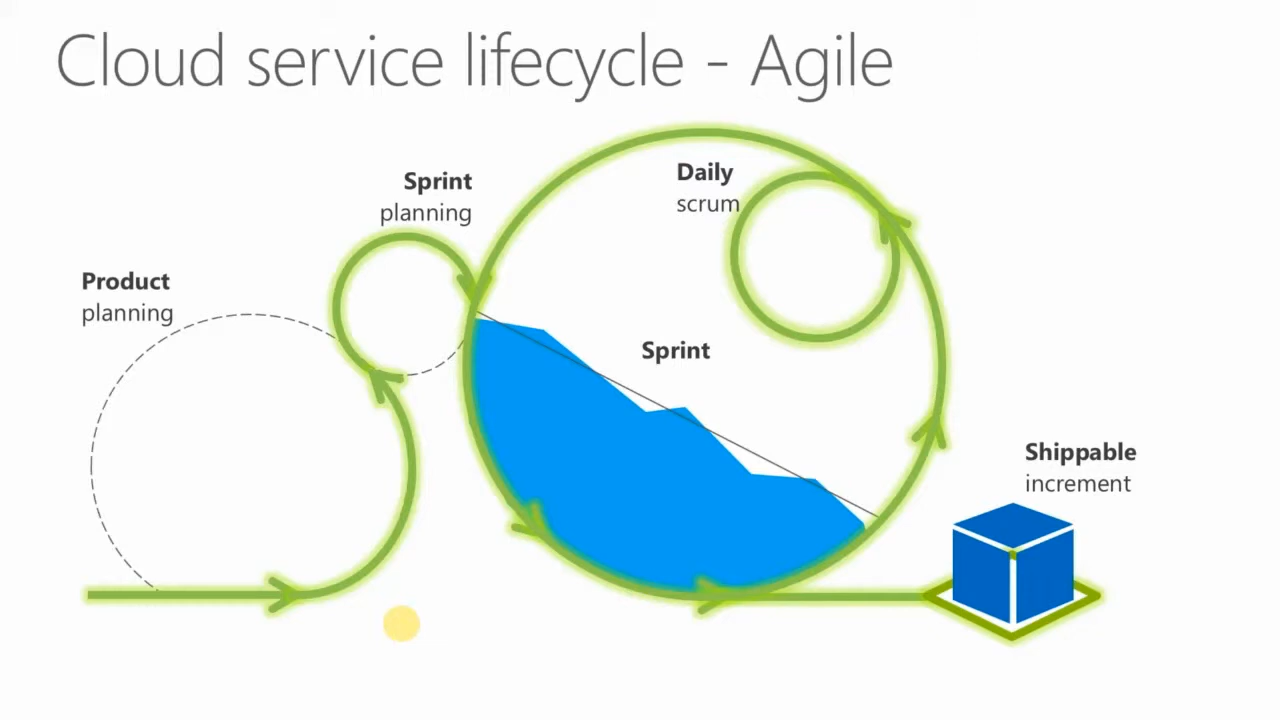 Cloud service lifecycle - Agile
Sprint
planning
Daily
scrum
Product
planning
Sprint
Shippable
increment